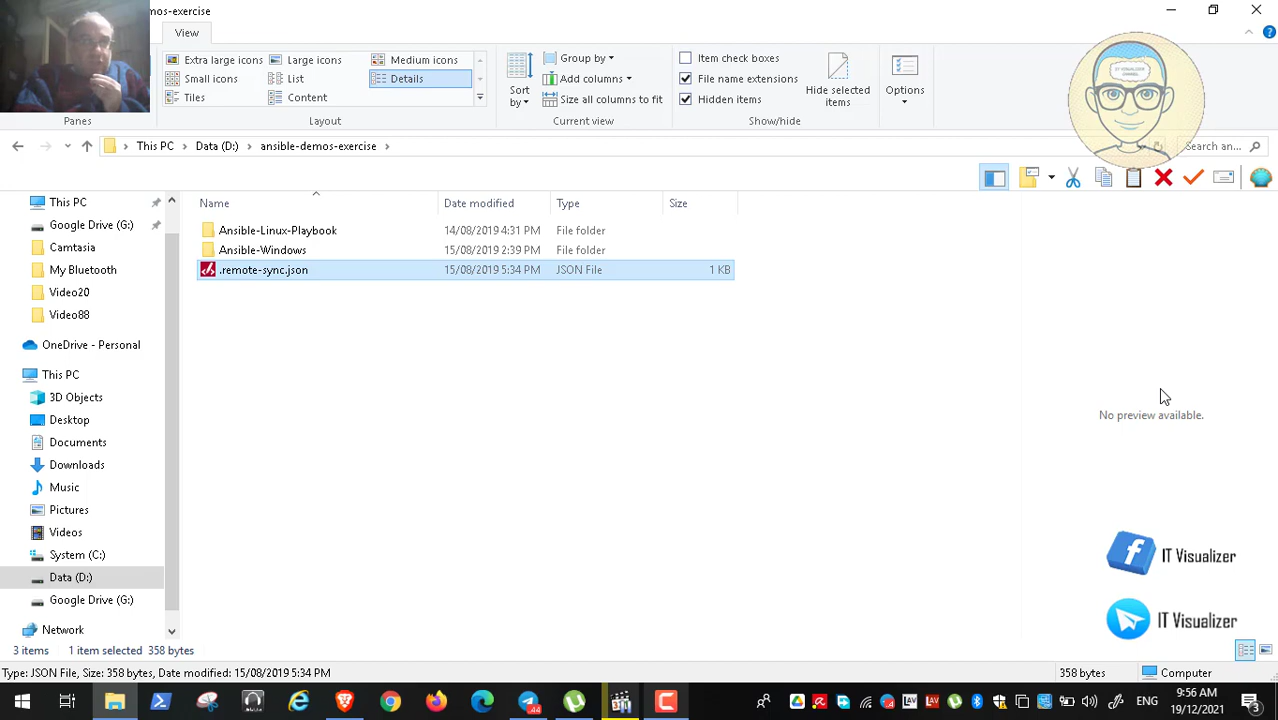 mos-exercise
View
Extra large icons
Large icons
Medium icons
Small icons
List
Details
Tiles
Content
Panes
Layout
Sort by
Group by
Add columns
Size all columns to fit
Current view
Item check boxes
File name extensions
Hidden items
Hide selected items
Show/hide
Options
IT VISUALIZER
CHANNEL
This PC
Data (D:)
ansible-demos-exercise
Search an...
Name
Date modified
Type
Size
Ansible-Linux-Playbook
14/08/2019 4:31 PM
File folder
Ansible-Windows
15/08/2019 2:39 PM
File folder
.remote-sync.json
15/08/2019 5:34 PM
JSON File
1 KB
This PC
Google Drive (G:)
Camtasia
My Bluetooth
Video20
Video88
OneDrive - Personal
This PC
3D Objects
Desktop
Documents
Downloads
Music
Pictures
Videos
System (C:)
Data (D:)
Google Drive (G:)
Network
No preview available.
IT Visualizer
IT Visualizer
3 items
1 item selected 358 bytes
Type: JSON File, Size: 358 bytes, Date modified: 15/08/2019 5:34 PM
358 bytes
Computer
LAV
LAV
ENG
9:56 AM
19/12/2021
3